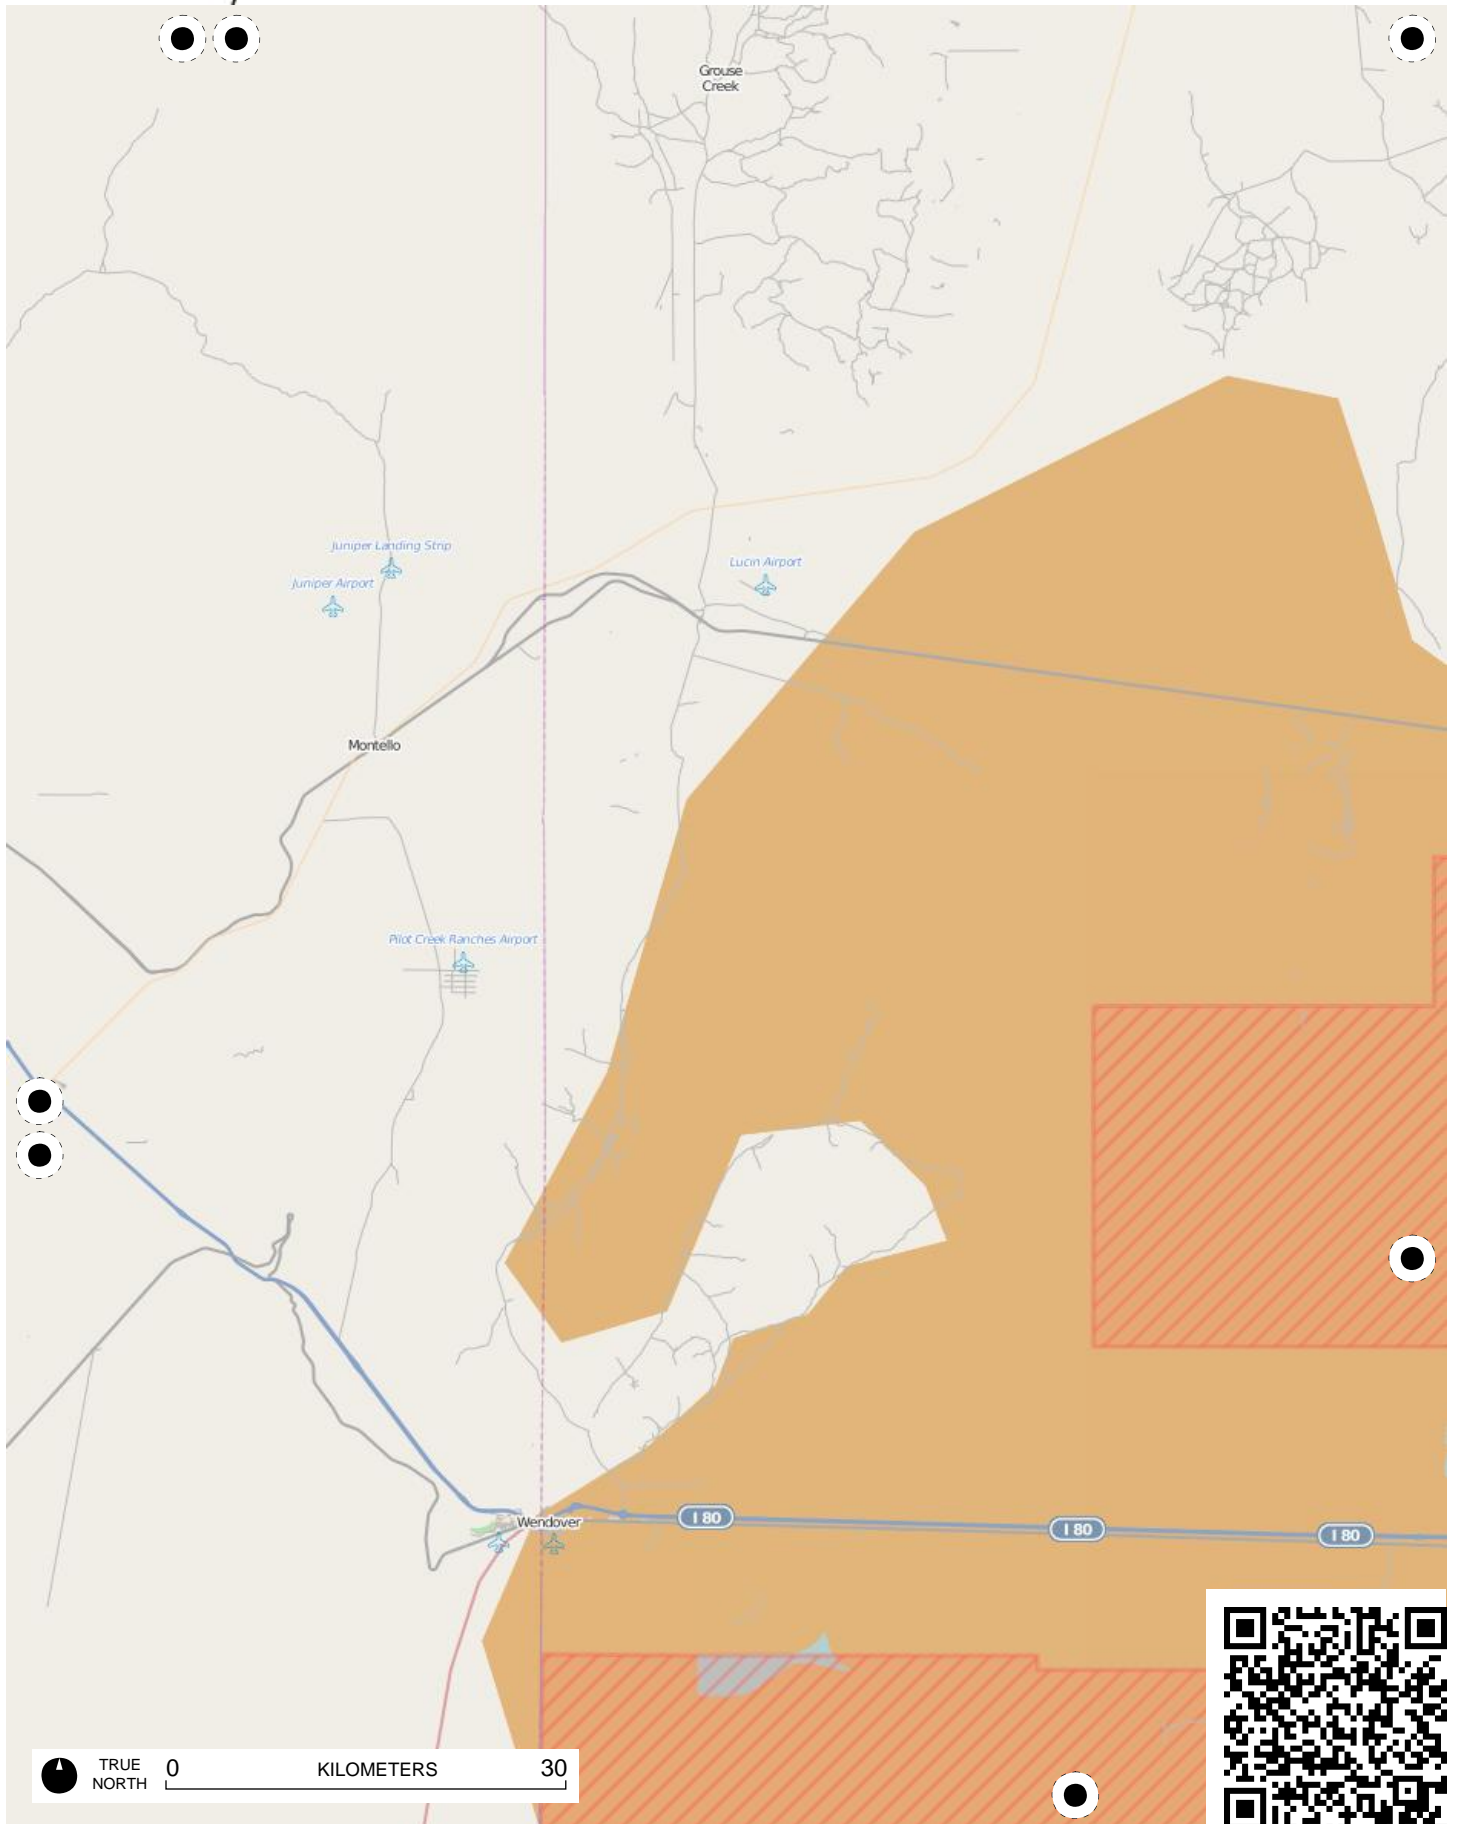 Grouse
Creek
Juniper Landing Strip
Juniper Airport
Lucin Airport
Montello
Pilot Creek Ranches Airport
Wendover
I 80
I 80
I 80
TRUE
NORTH
0 KILOMETERS 30